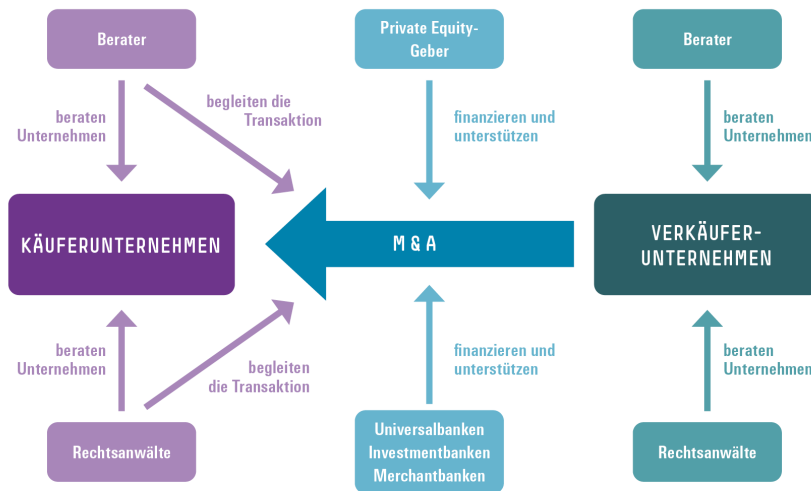 Berater
Private Equity-
Geber
Berater
beraten
Unternehmen
begleiten die
Transaktion
finanzieren und
unterstützen
beraten
Unternehmen
KÄUFERUNTERNEHMEN
M & A
VERKÄUFER-
UNTERNEHMEN
beraten
Unternehmen
begleiten
die Transaktion
finanzieren und
unterstützen
beraten
Unternehmen
Rechtsanwälte
Universalbanken
Investmentbanken
Merchantbanken
Rechtsanwälte